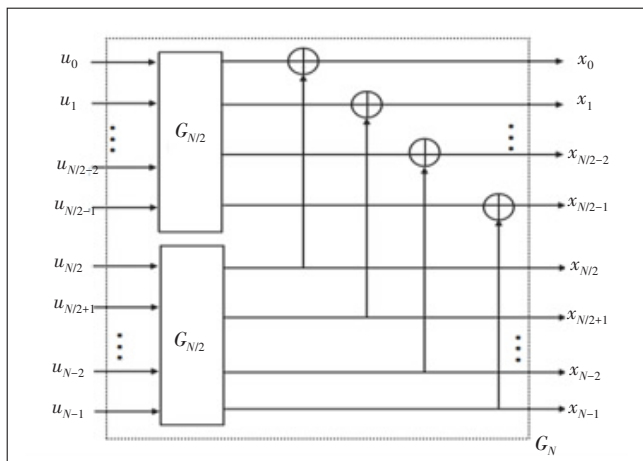 u0 x0
u1 x1
GN/2
uN/2−2 xN/2−2
uN/2−1 xN/2−1
uN/2 xN/2
uN/2+1 xN/2+1
GN/2
uN−2 xN−2
uN−1 xN−1
GN